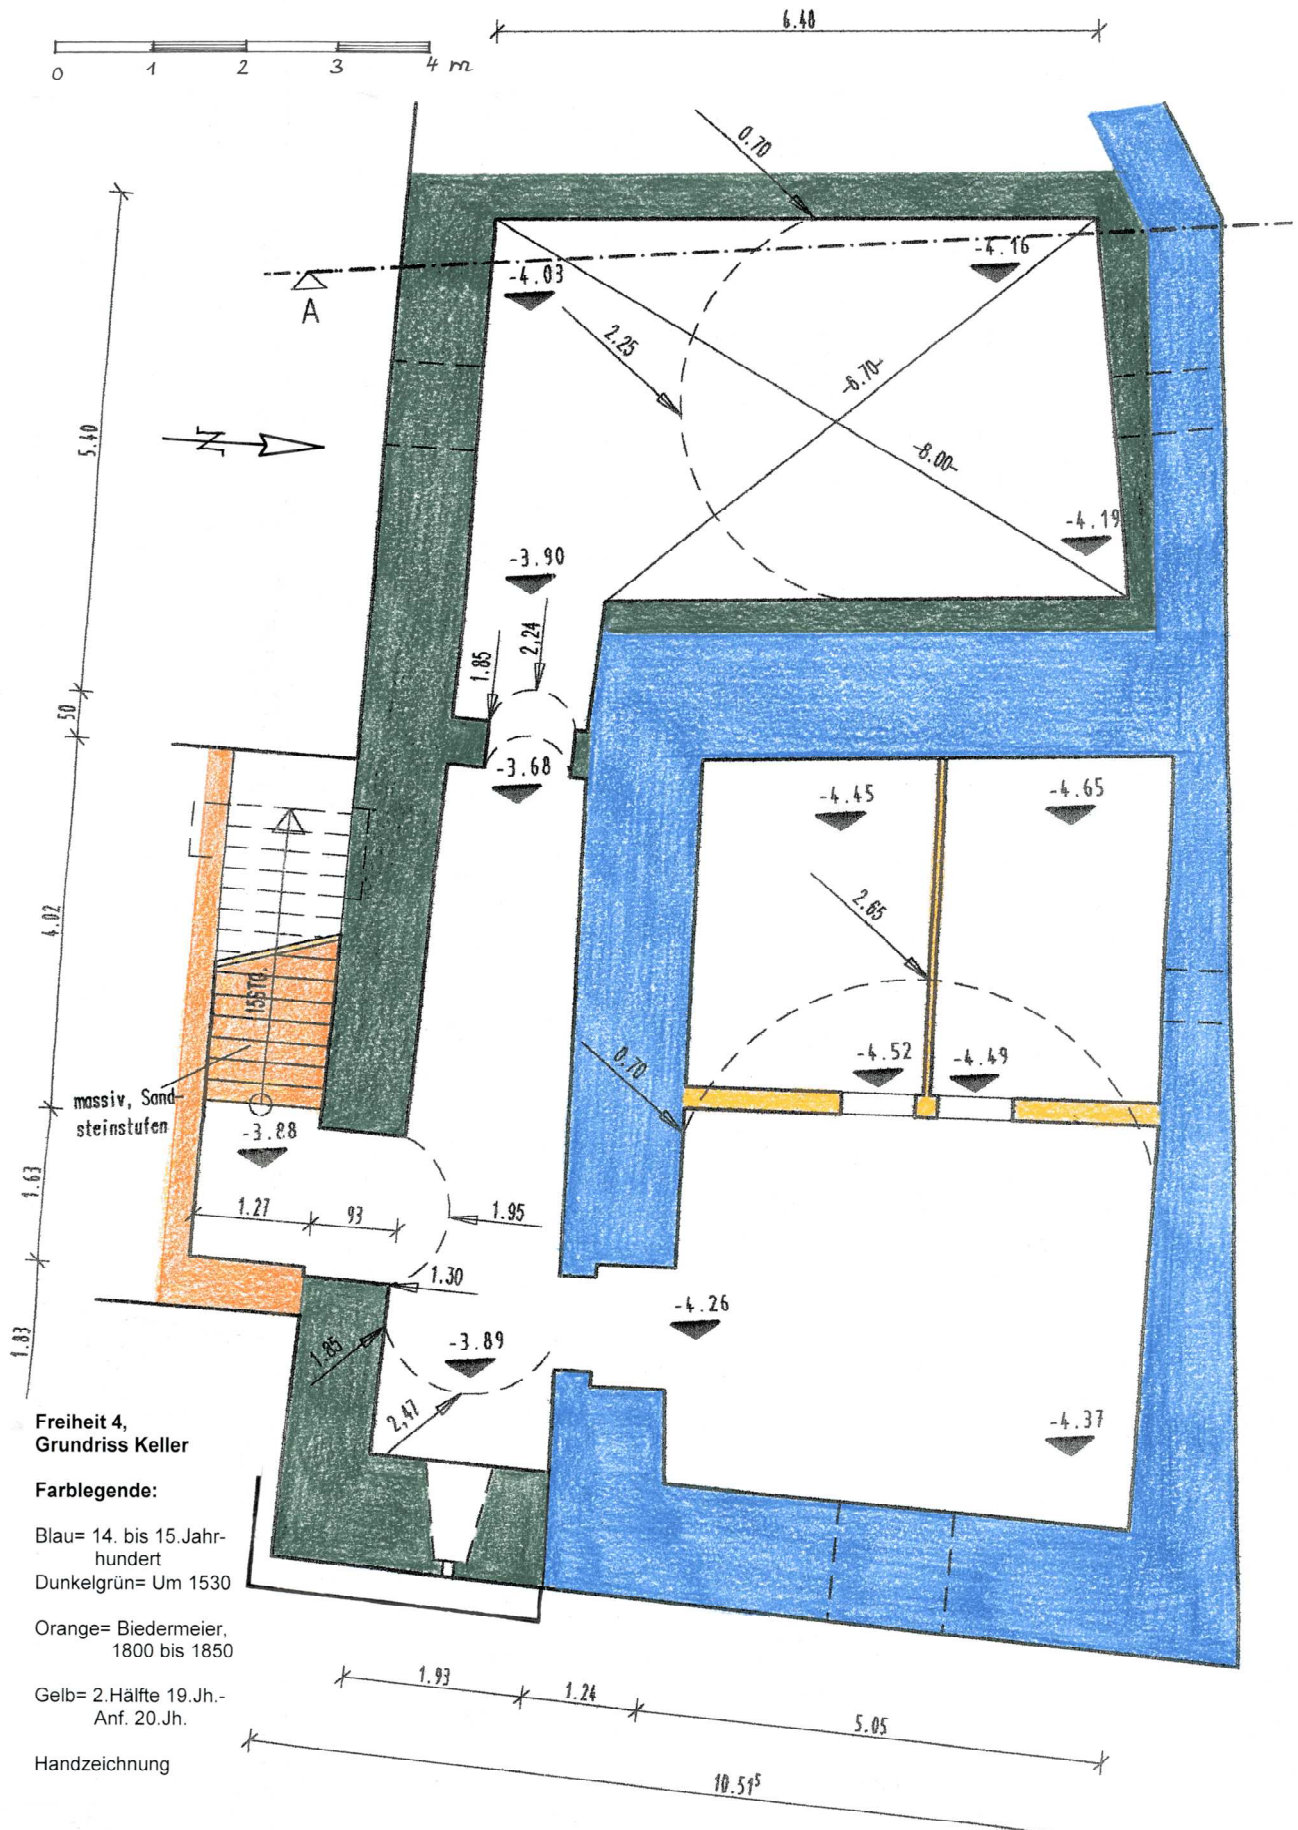 6.40
0 1 2 3 4 m
0.70
-4.16
-4.03
A
2.25
-6.70-
5.40
N
-8.00-
-4.19
-3.90
2,24
1.85
50
-3.68
-4.45
-4.65
2.65
4.02
15STG.
0.70
-4.52
-4.49
massiv, Sand-
steinstufen
-3.88
1.63
1.27
93
1.95
1.30
-4.26
1.83
1.85
-3.89
2,47
-4.37
Freiheit 4,
Grundriss Keller
Farblegende:
Blau= 14. bis 15.Jahr-
hundert
Dunkelgrün= Um 1530
Orange= Biedermeier,
1800 bis 1850
Gelb= 2.Hälfte 19.Jh.-
Anf. 20.Jh.
Handzeichnung
1.93
1.24
5.05
10.51⁵